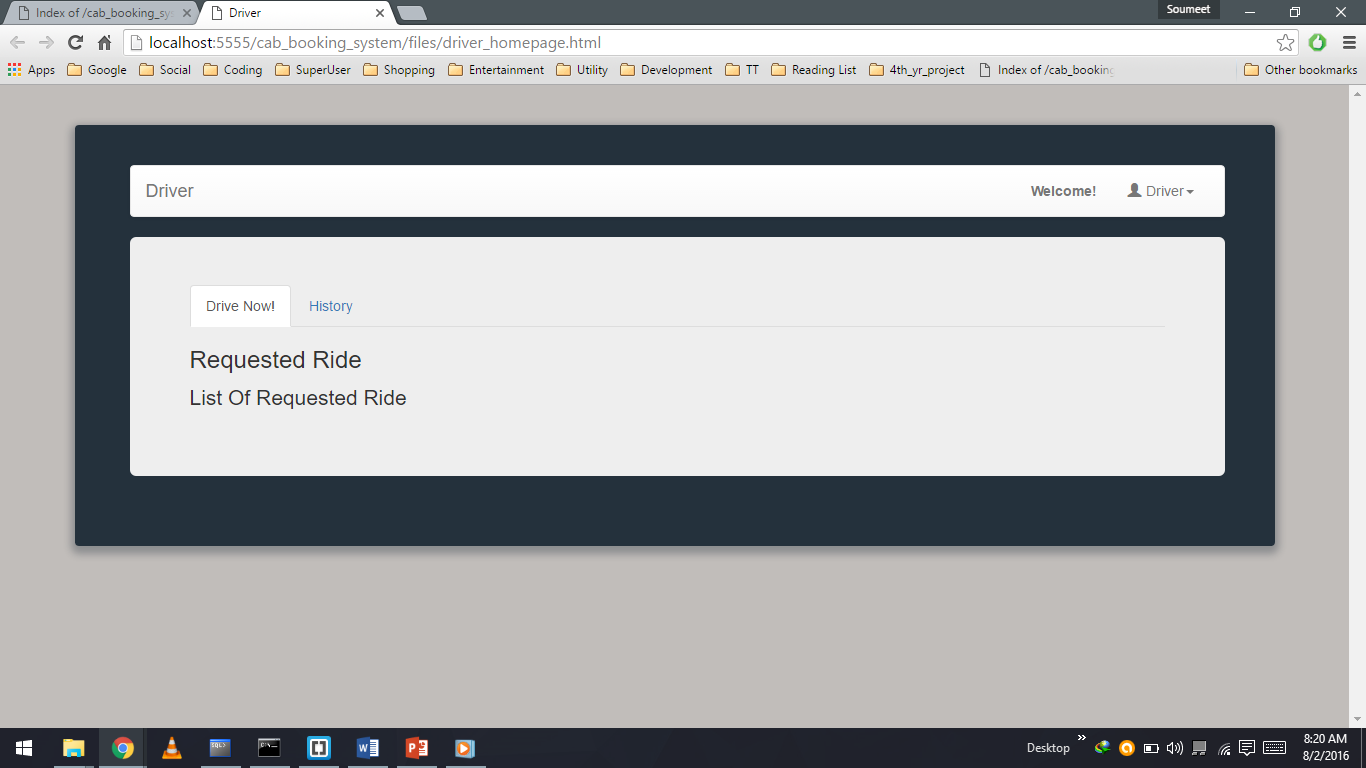 Soumeet
Index of /cab_booking_sys
Driver
localhost:5555/cab_booking_system/files/driver_homepage.html
Apps Google Social Coding SuperUser Shopping Entertainment Utility Development TT Reading List 4th_yr_project Index of /cab_booking Other bookmarks
Driver Welcome! Driver
Drive Now! History
Requested Ride
List Of Requested Ride
Desktop
8:20 AM
8/2/2016